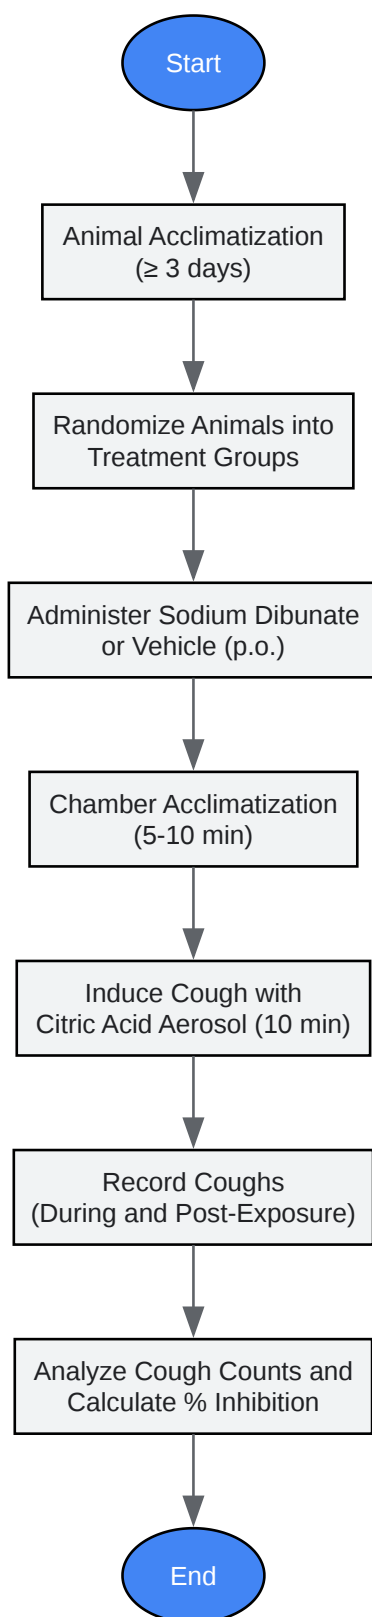 Start
Animal Acclimatization
(≥ 3 days)
Randomize Animals into
Treatment Groups
Administer Sodium Dibunate
or Vehicle (p.o.)
Chamber Acclimatization
(5-10 min)
Induce Cough with
Citric Acid Aerosol (10 min)
Record Coughs
(During and Post-Exposure)
Analyze Cough Counts and
Calculate % Inhibition
End